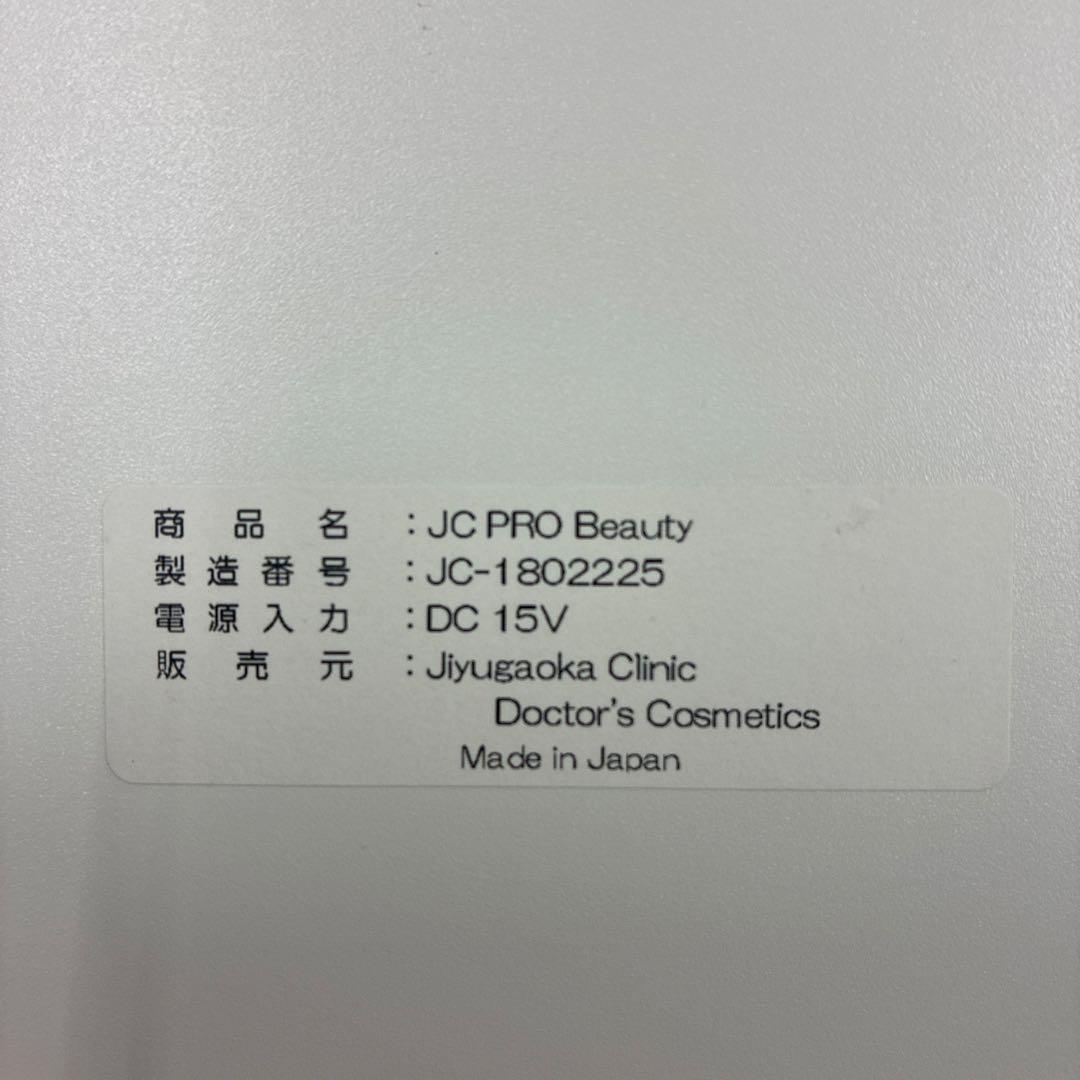 商品名：JC PRO Beauty
製造番号：JC-1802225
電源入力：DC 15V
販売元：Jiyugaoka Clinic
Doctor's Cosmetics
Made in Japan